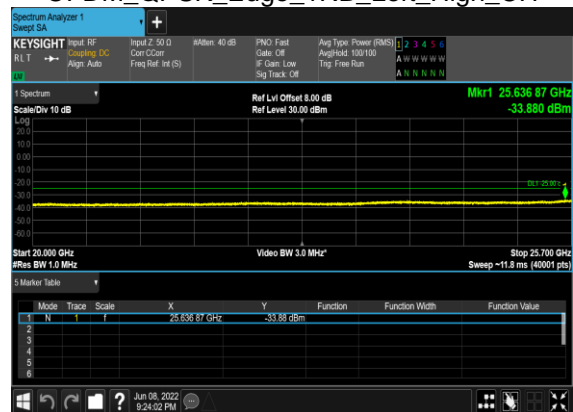 Spectrum Analyzer 1
Swept SA
+
KEYSIGHT
Input: RF
Input Z: 50 Ω
#Atten: 40 dB
PNO: Fast
Avg Type: Power (RMS)
1 2 3 4 5 6
RLT
Coupling: DC
Corr CCorr
Gate: Off
Avg|Hold: 100/100
A W W W W W
Align: Auto
Freq Ref: Int (S)
IF Gain: Low
Trig: Free Run
Sig Track: Off
A N N N N N
LU
1 Spectrum
Ref Lvl Offset 8.00 dB
Mkr1 25.636 87 GHz
Scale/Div 10 dB
Ref Level 30.00 dBm
-33.880 dBm
Log
20.0
10.0
0.00
-10.0
-20.0
-30.0
-40.0
-50.0
-60.0
Start 20.000 GHz
Video BW 3.0 MHz*
Stop 25.700 GHz
#Res BW 1.0 MHz
Sweep ~11.8 ms (40001 pts)
5 Marker Table
Mode Trace Scale X Y Function Function Width Function Value
1 N 1 f 25.636 87 GHz -33.88 dBm
2
3
4
5
6
?
Jun 08, 2022
9:24:02 PM